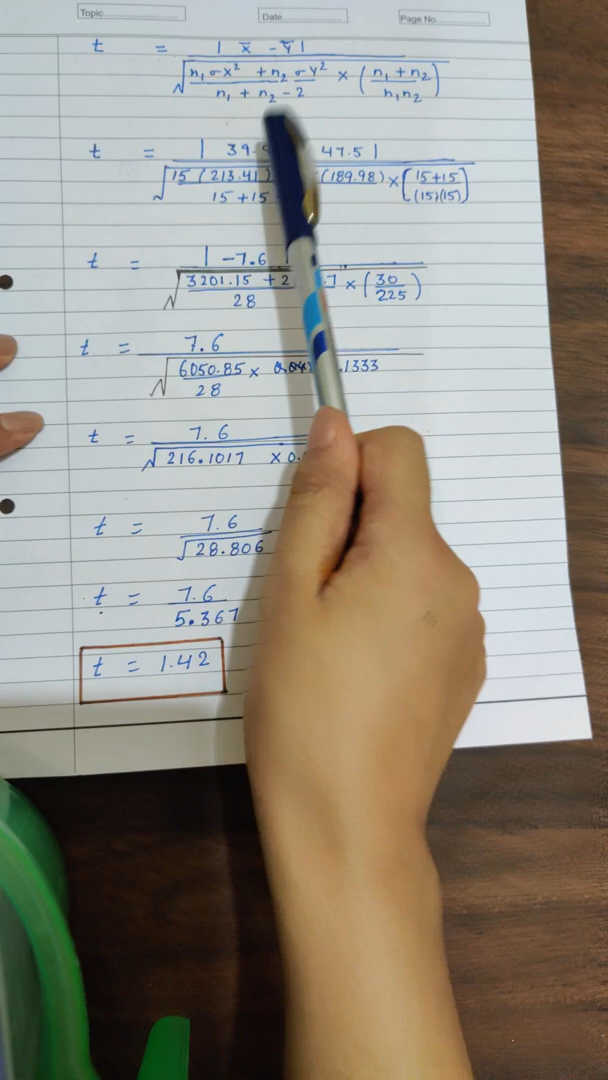 Topic Date Page No
t = | x̄ - ȳ |
√ n₁ σx² + n₂ σy² × ( n₁ + n₂ )
n₁ + n₂ - 2 n₁n₂
t = | 39. 47.5 |
√ 15 (213.41) (189.98) × [ 15+15 ]
15 +15 (15)(15)
t = | -7.6 |
√ 3201.15 + 2 .7 × ( 30 )
28 225
t = 7.6
√ 6050.85 × .1333
28
t = 7.6
√ 216.1017 × 0.
t = 7.6
√ 28.806
t = 7.6
5.367
t = 1.42